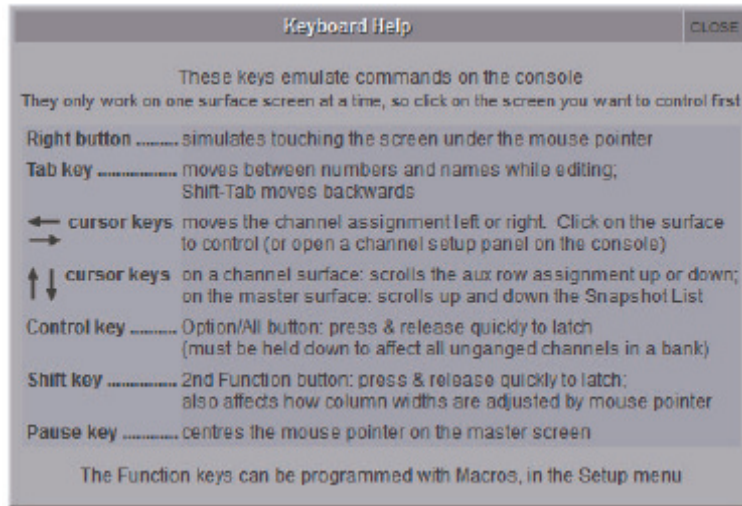 Keyboard Help CLOSE
These keys emulate commands on the console
They only work on one surface screen at a time, so click on the screen you want to control first
Right button ......... simulates touching the screen under the mouse pointer
Tab key ................. moves between numbers and names while editing;
Shift-Tab moves backwards
cursor keys moves the channel assignment left or right. Click on the surface
to control (or open a channel setup panel on the console)
cursor keys on a channel surface: scrolls the aux row assignment up or down;
on the master surface: scrolls up and down the Snapshot List
Control key .......... Option/All button: press & release quickly to latch
(must be held down to affect all unganged channels in a bank)
Shift key ............... 2nd Function button: press & release quickly to latch;
also affects how column widths are adjusted by mouse pointer
Pause key ............ centres the mouse pointer on the master screen
The Function keys can be programmed with Macros, in the Setup menu